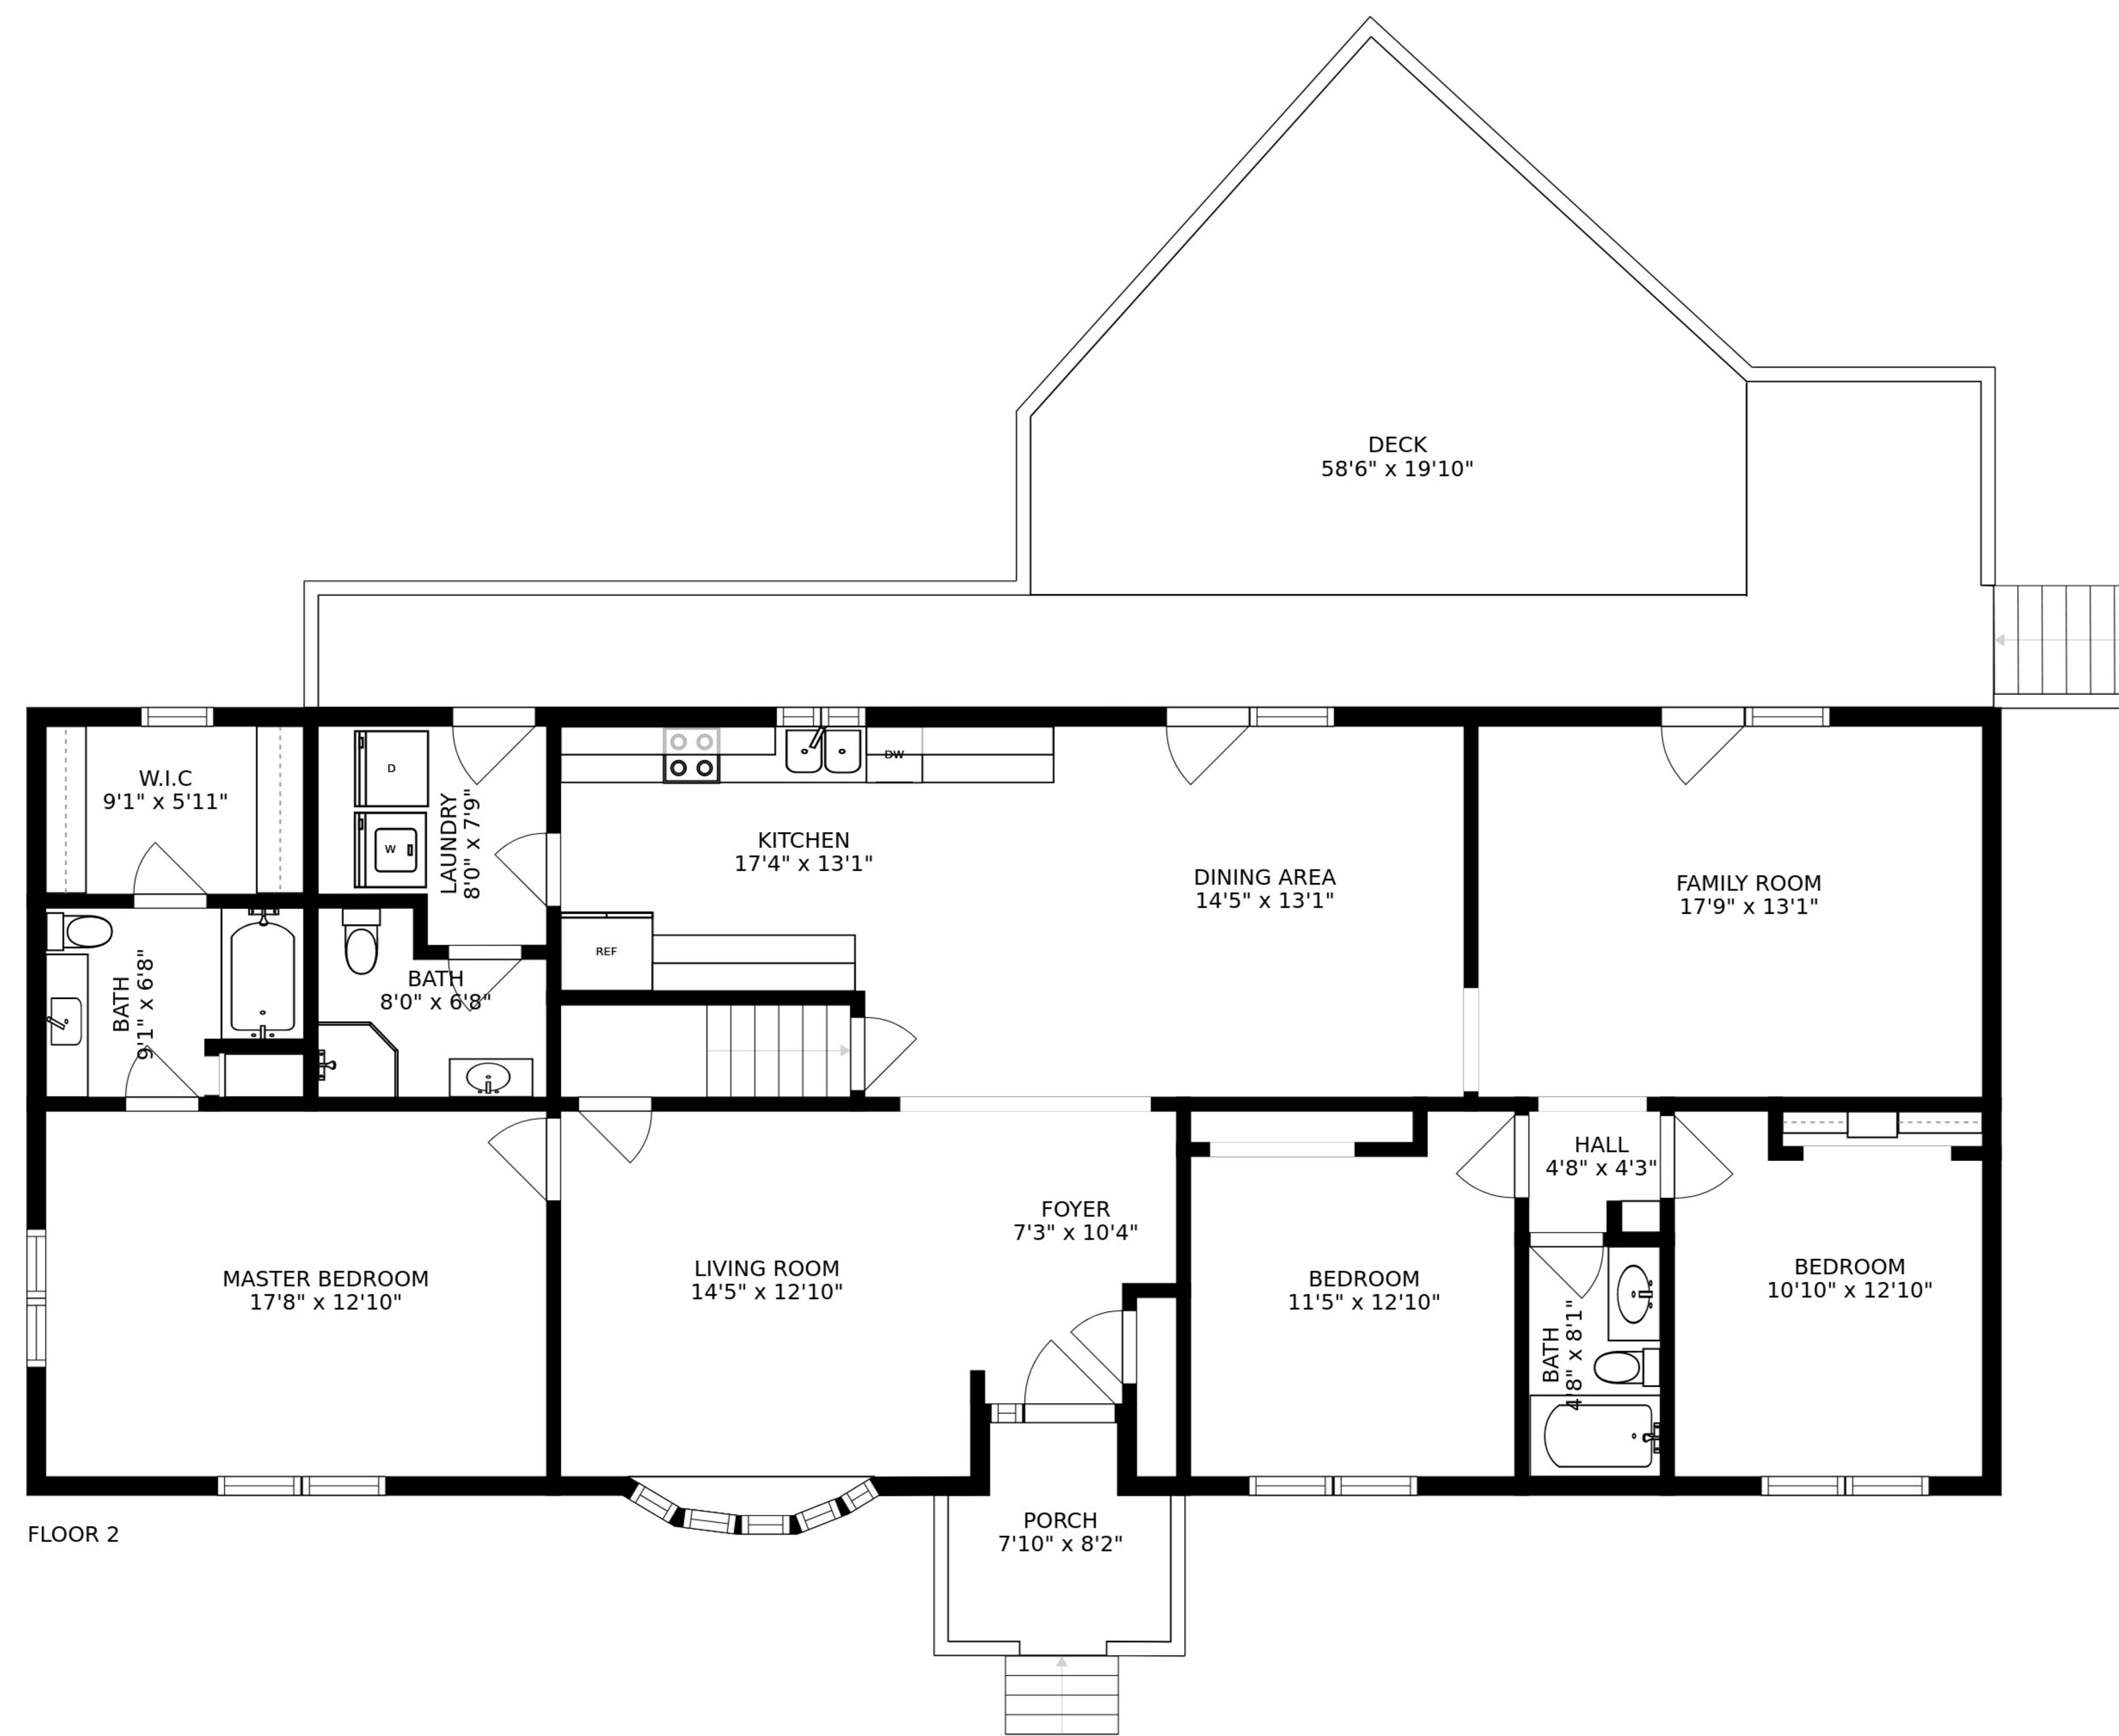 DECK
58'6" x 19'10"
W.I.C
9'1" x 5'11"
D
W
LAUNDRY
8'0" x 7'9"
KITCHEN
17'4" x 13'1"
DW
REF
DINING AREA
14'5" x 13'1"
FAMILY ROOM
17'9" x 13'1"
BATH
9'1" x 6'8"
BATH
8'0" x 6'8"
HALL
4'8" x 4'3"
FOYER
7'3" x 10'4"
MASTER BEDROOM
17'8" x 12'10"
LIVING ROOM
14'5" x 12'10"
BEDROOM
11'5" x 12'10"
BATH
4'8" x 8'1"
BEDROOM
10'10" x 12'10"
PORCH
7'10" x 8'2"
FLOOR 2